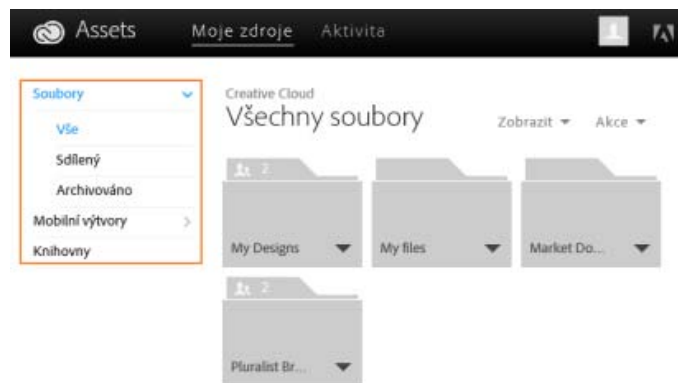 Assets Moje zdroje Aktivita
Soubory
Vše
Sdílený
Archivováno
Mobilní výtvory
Knihovny
Creative Cloud
Všechny soubory
Zobrazit Akce
2
My Designs My files Market Do...
2
Pluralist Br...